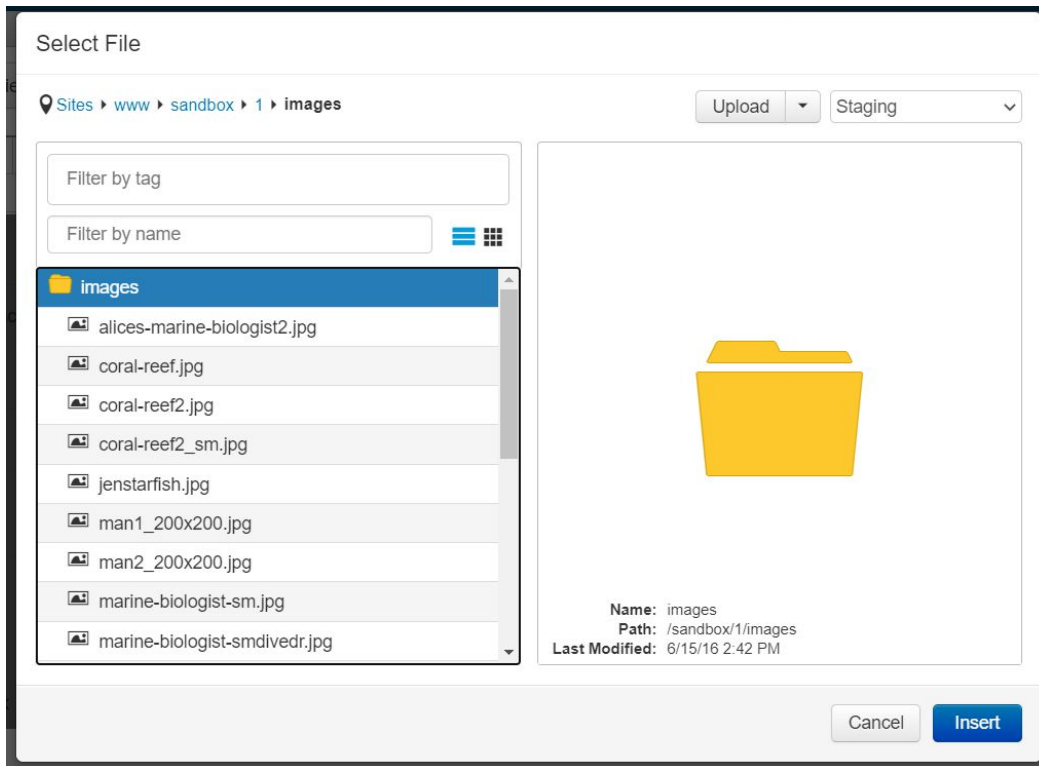 Select File
Sites www sandbox 1 images
Upload
Staging
Filter by tag
Filter by name
images
alices-marine-biologist2.jpg
coral-reef.jpg
coral-reef2.jpg
coral-reef2_sm.jpg
jenstarfish.jpg
man1_200x200.jpg
man2_200x200.jpg
marine-biologist-sm.jpg
marine-biologist-smdivedr.jpg
Name: images
Path: /sandbox/1/images
Last Modified: 6/15/16 2:42 PM
Cancel
Insert